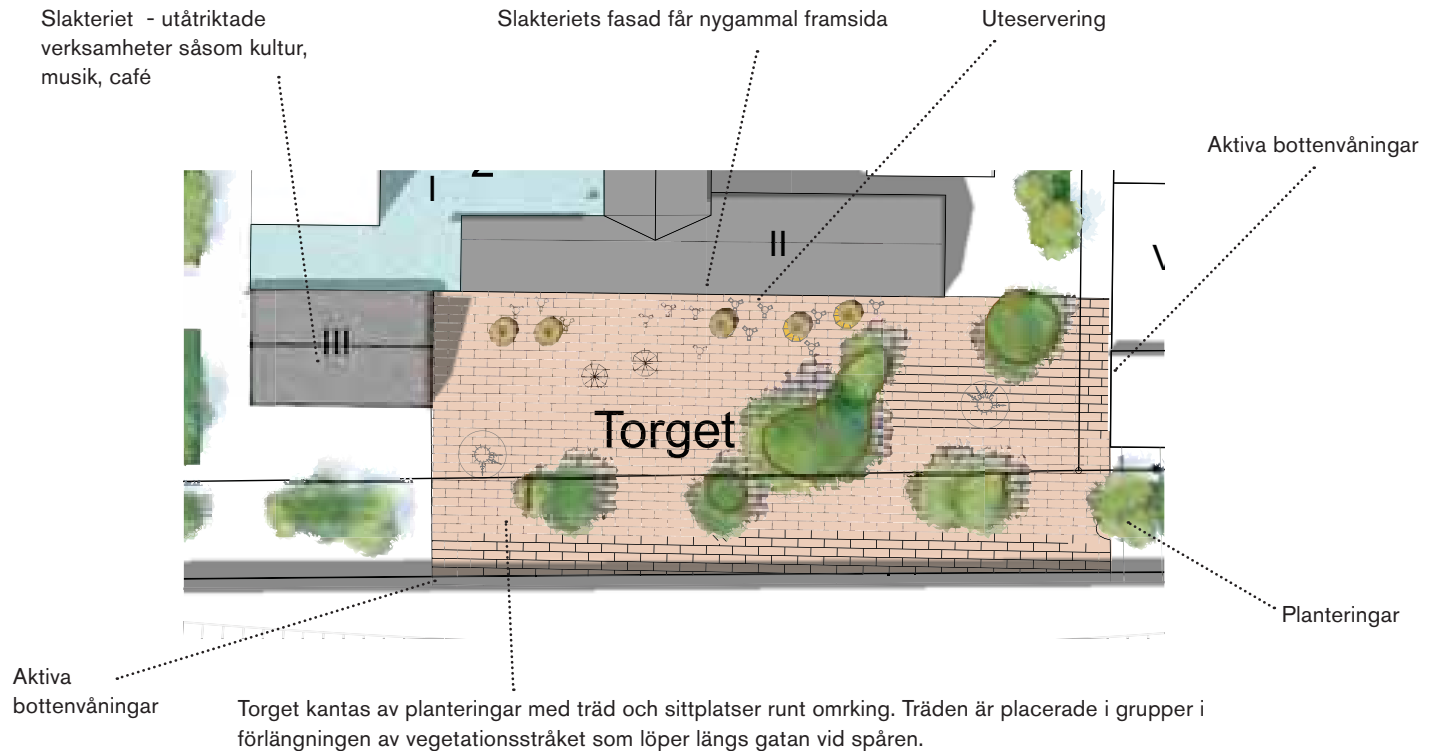 Slakteriet - utåtriktade
verksamheter såsom kultur,
musik, café
Slakteriets fasad får nygammal framsida
Uteservering
Aktiva bottenvåningar
I
II
III
Torget
Planteringar
Aktiva
bottenvåningar
Torget kantas av planteringar med träd och sittplatser runt omrking. Träden är placerade i grupper i
förlängningen av vegetationsstråket som löper längs gatan vid spåren.